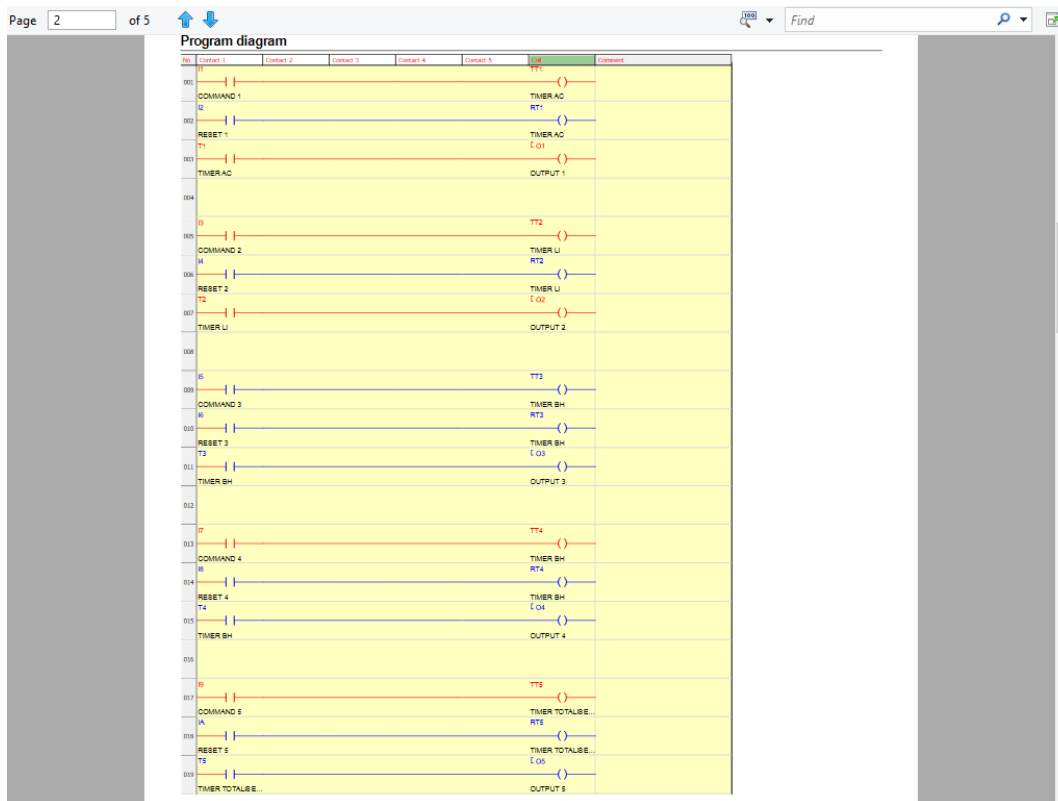 Page 2 of 5 100 Find
Program diagram
No Contact 1 Contact 2 Contact 3 Contact 4 Contact 5 Coil Comment
I1 TT1
001
COMMAND 1 TIMER AC
I2 RT1
002
RESET 1 TIMER AC
T1 [ O1
003
TIMER AC OUTPUT 1
004
I3 TT2
005
COMMAND 2 TIMER LI
I4 RT2
006
RESET 2 TIMER LI
T2 [ O2
007
TIMER LI OUTPUT 2
008
I5 TT3
009
COMMAND 3 TIMER BH
I6 RT3
010
RESET 3 TIMER BH
T3 [ O3
011
TIMER BH OUTPUT 3
012
I7 TT4
013
COMMAND 4 TIMER BH
I8 RT4
014
RESET 4 TIMER BH
T4 [ O4
015
TIMER BH OUTPUT 4
016
I9 TT5
017
COMMAND 5 TIMER TOTALISE...
IA RT5
018
RESET 5 TIMER TOTALISE...
T5 [ O5
019
TIMER TOTALISE... OUTPUT 5